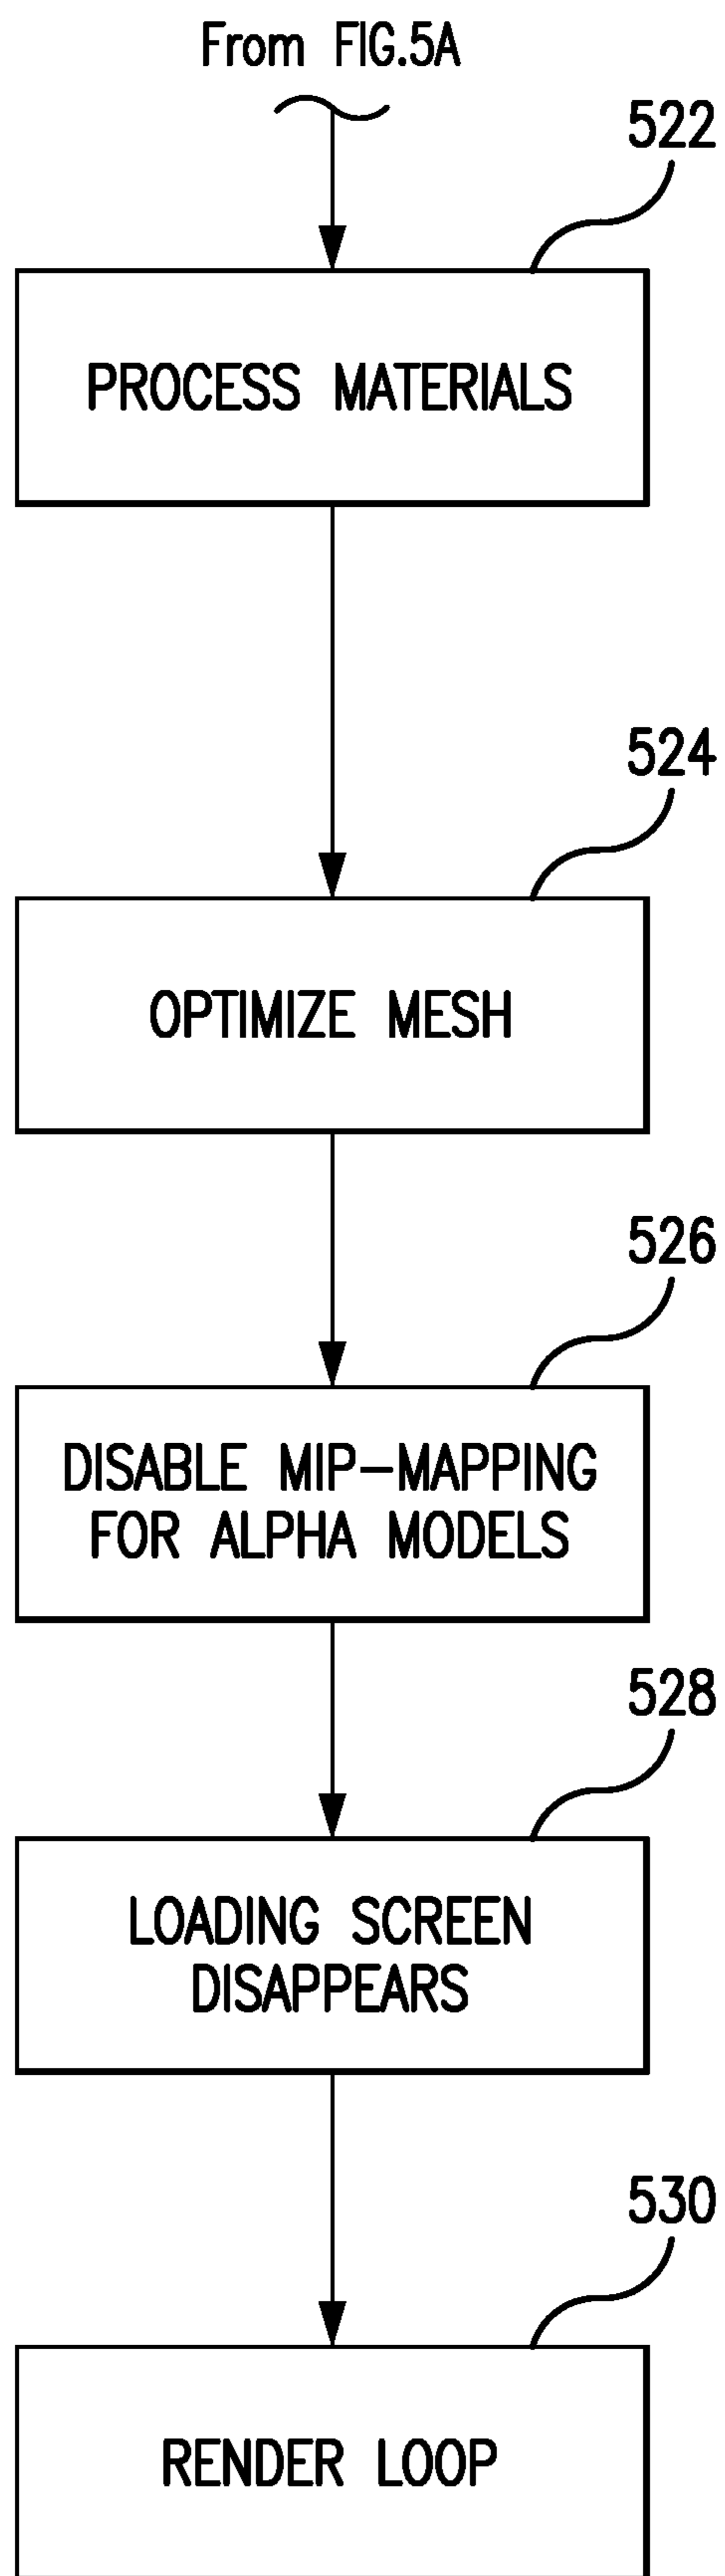 From FIG.5A
522
PROCESS MATERIALS
524
OPTIMIZE MESH
526
DISABLE MIP-MAPPING
FOR ALPHA MODELS
528
LOADING SCREEN
DISAPPEARS
530
RENDER LOOP